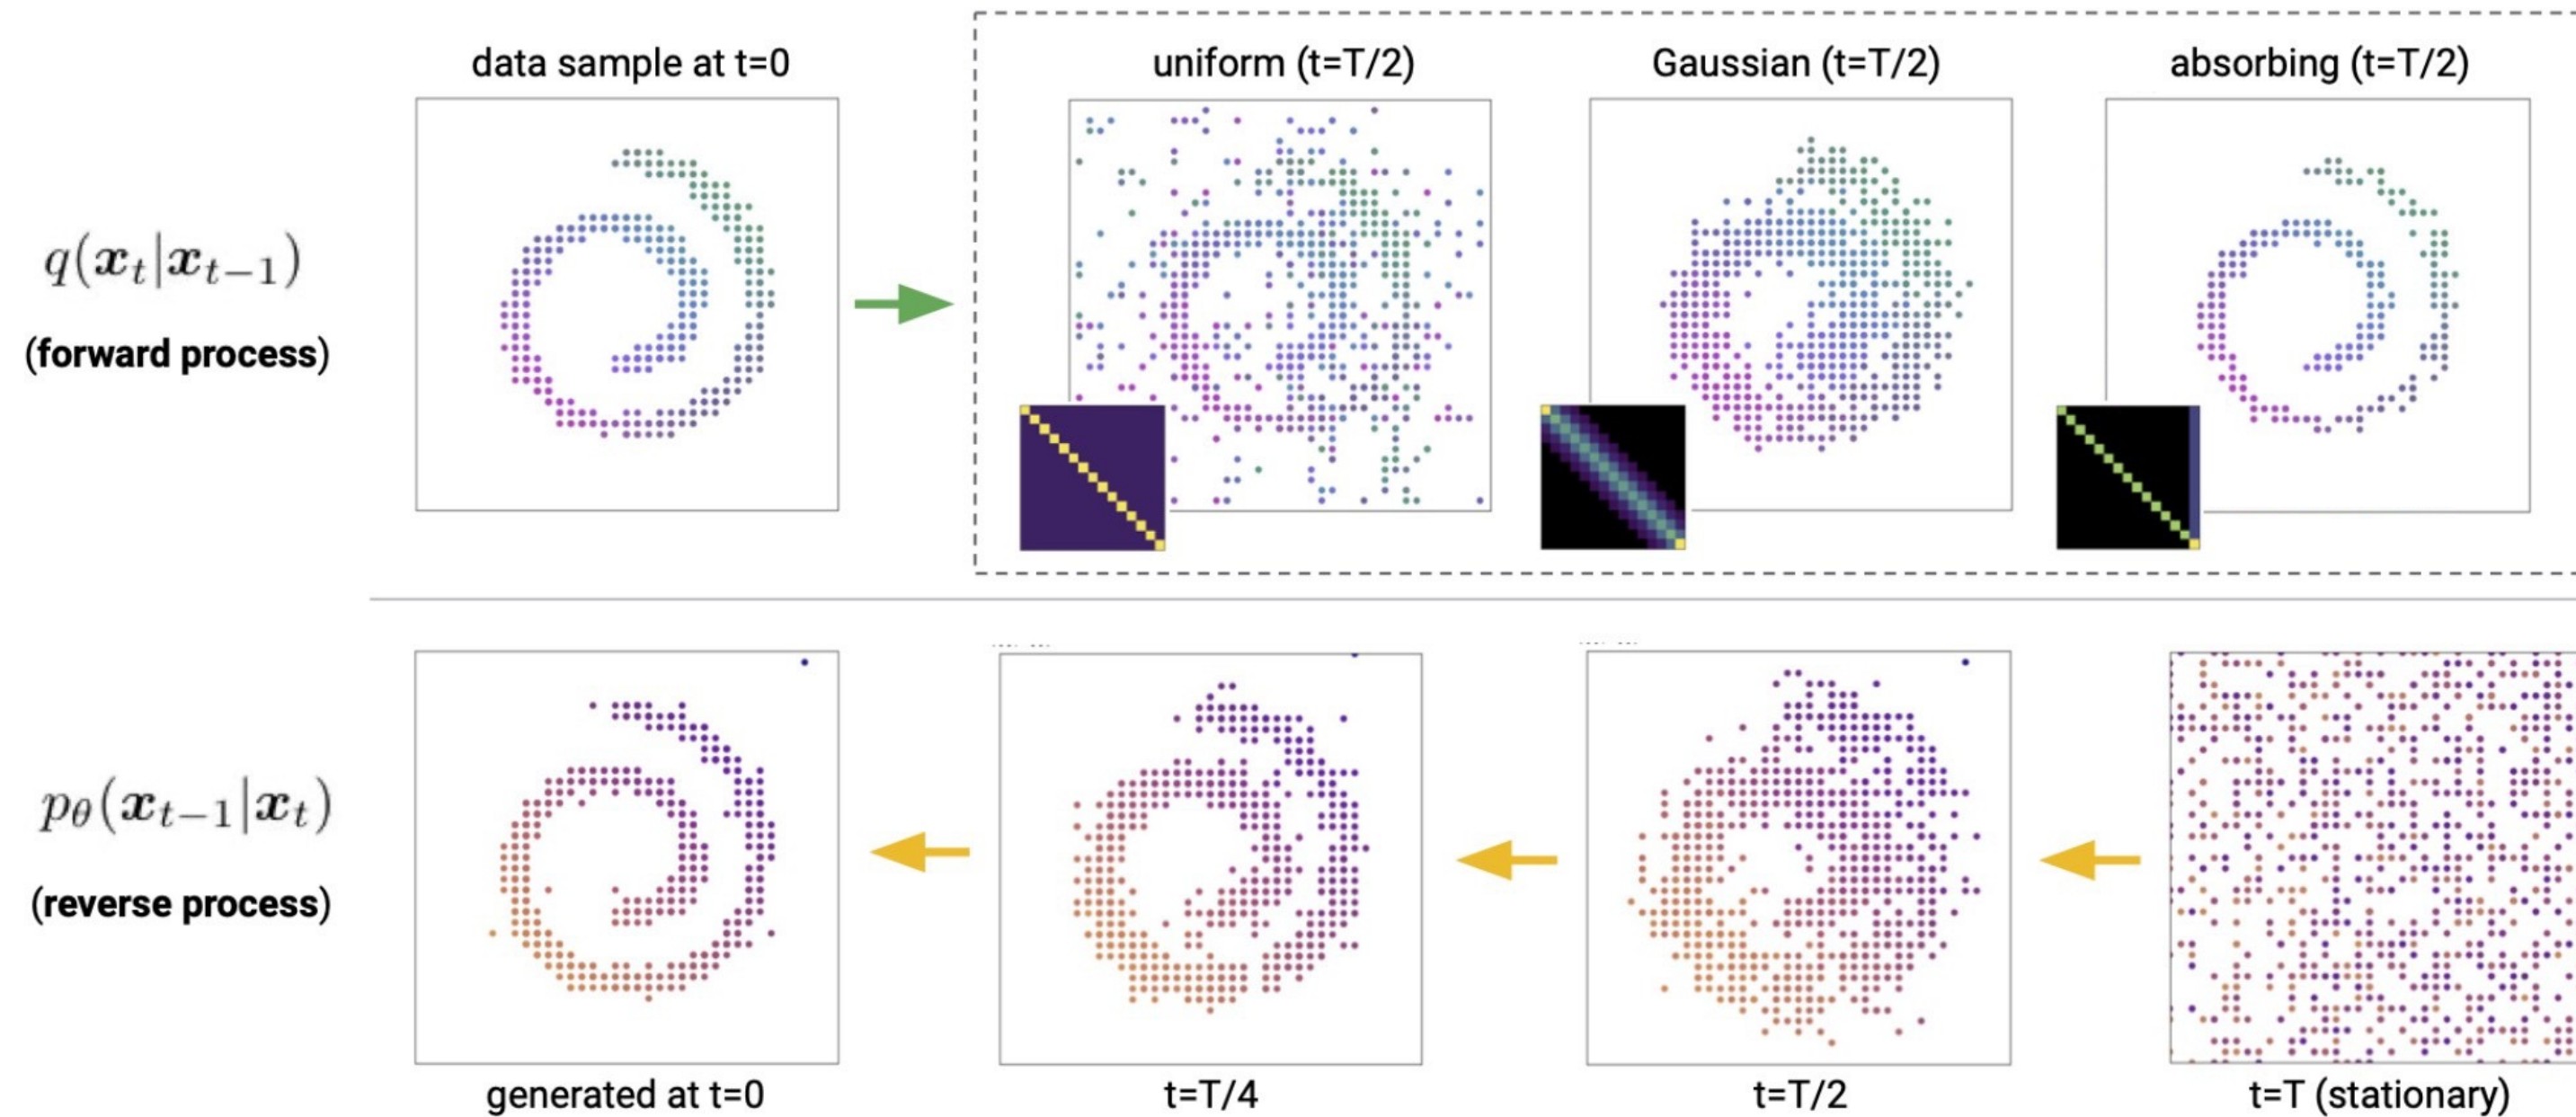 data sample at t=0
uniform (t=T/2)
Gaussian (t=T/2)
absorbing (t=T/2)
q(xₜ|xₜ₋₁)
(forward process)
pθ(xₜ₋₁|xₜ)
(reverse process)
generated at t=0
t=T/4
t=T/2
t=T (stationary)